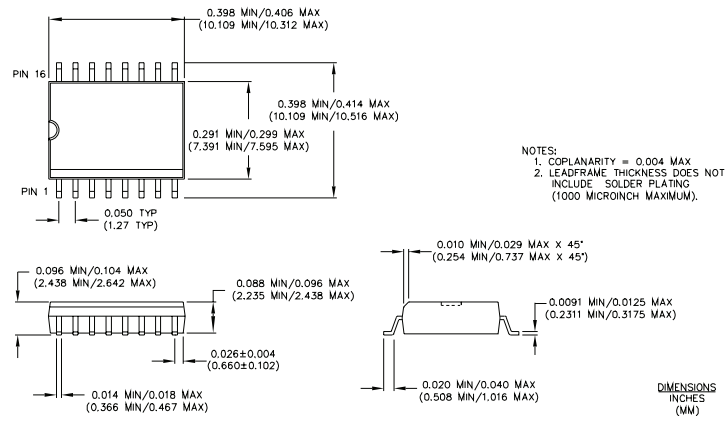 0.398 MIN/0.406 MAX
(10.109 MIN/10.312 MAX)
PIN 16
0.398 MIN/0.414 MAX
(10.109 MIN/10.516 MAX)
0.291 MIN/0.299 MAX
(7.391 MIN/7.595 MAX)
PIN 1
0.050 TYP
(1.27 TYP)
NOTES:
1. COPLANARITY = 0.004 MAX
2. LEADFRAME THICKNESS DOES NOT
INCLUDE SOLDER PLATING
(1000 MICROINCH MAXIMUM).
0.096 MIN/0.104 MAX
(2.438 MIN/2.642 MAX)
0.088 MIN/0.096 MAX
(2.235 MIN/2.438 MAX)
0.026±0.004
(0.660±0.102)
0.014 MIN/0.018 MAX
(0.366 MIN/0.467 MAX)
0.010 MIN/0.029 MAX X 45°
(0.254 MIN/0.737 MAX X 45°)
0.0091 MIN/0.0125 MAX
(0.2311 MIN/0.3175 MAX)
0.020 MIN/0.040 MAX
(0.508 MIN/1.016 MAX)
DIMENSIONS
INCHES
(MM)